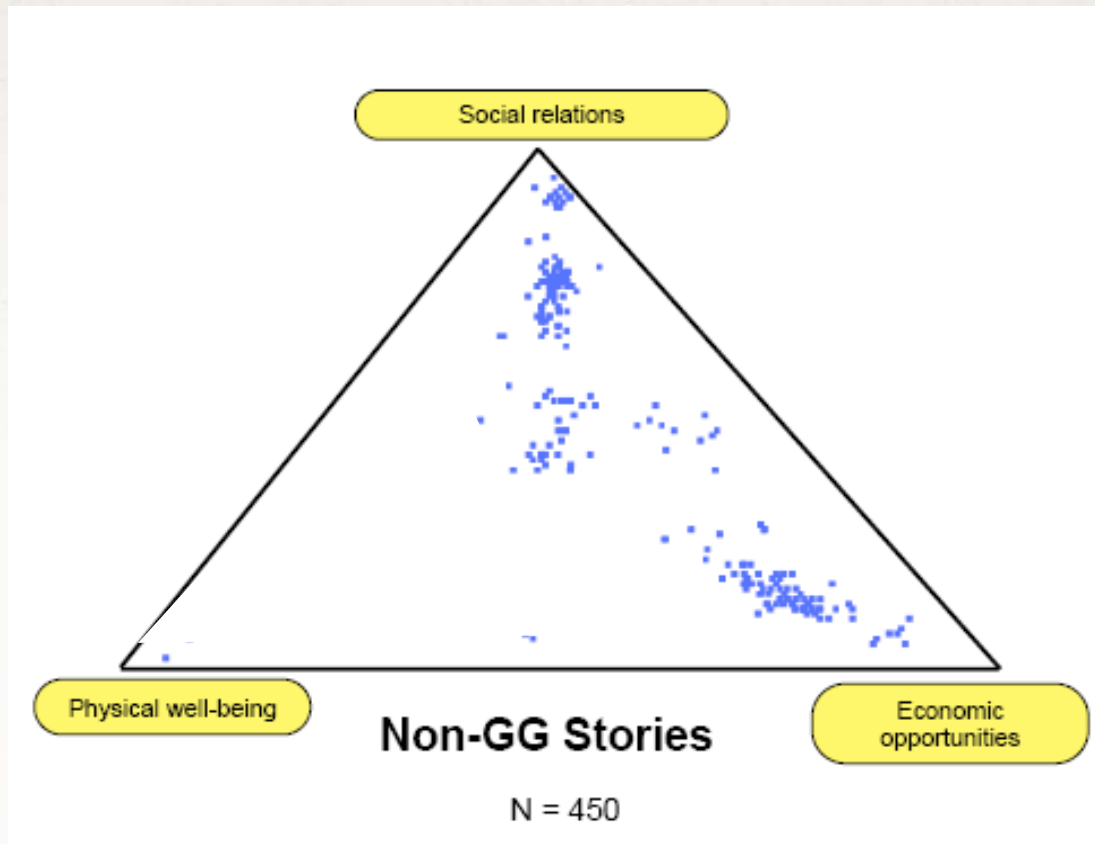 Social relations
Physical well-being
Economic
opportunities
Non-GG Stories
N = 450